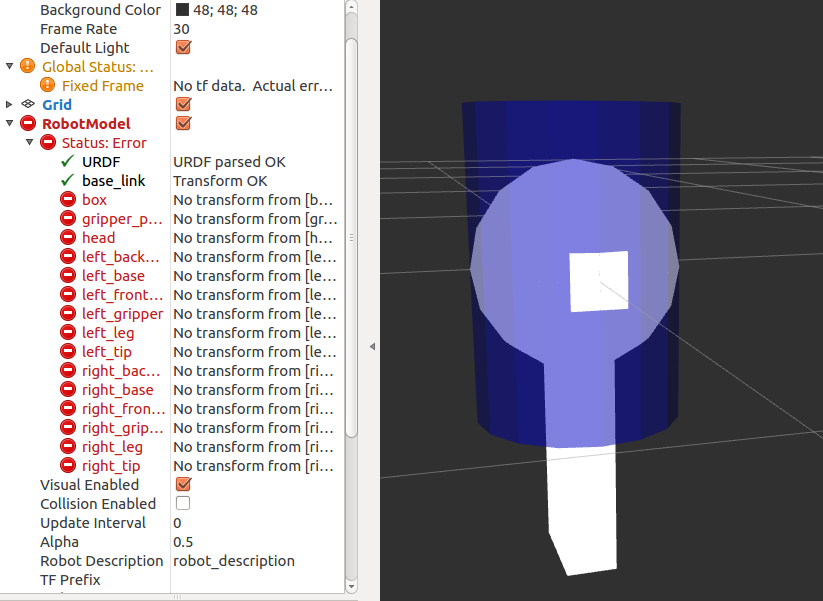 Background Color 48; 48; 48
Frame Rate 30
Default Light
Global Status: ...
Fixed Frame No tf data. Actual err...
Grid
RobotModel
Status: Error
URDF URDF parsed OK
base_link Transform OK
box No transform from [b...
gripper_p... No transform from [gr...
head No transform from [h...
left_back... No transform from [le...
left_base No transform from [le...
left_front... No transform from [le...
left_gripper No transform from [le...
left_leg No transform from [le...
left_tip No transform from [le...
right_bac... No transform from [ri...
right_base No transform from [ri...
right_fron... No transform from [ri...
right_grip... No transform from [ri...
right_leg No transform from [ri...
right_tip No transform from [ri...
Visual Enabled
Collision Enabled
Update Interval 0
Alpha 0.5
Robot Description robot_description
TF Prefix